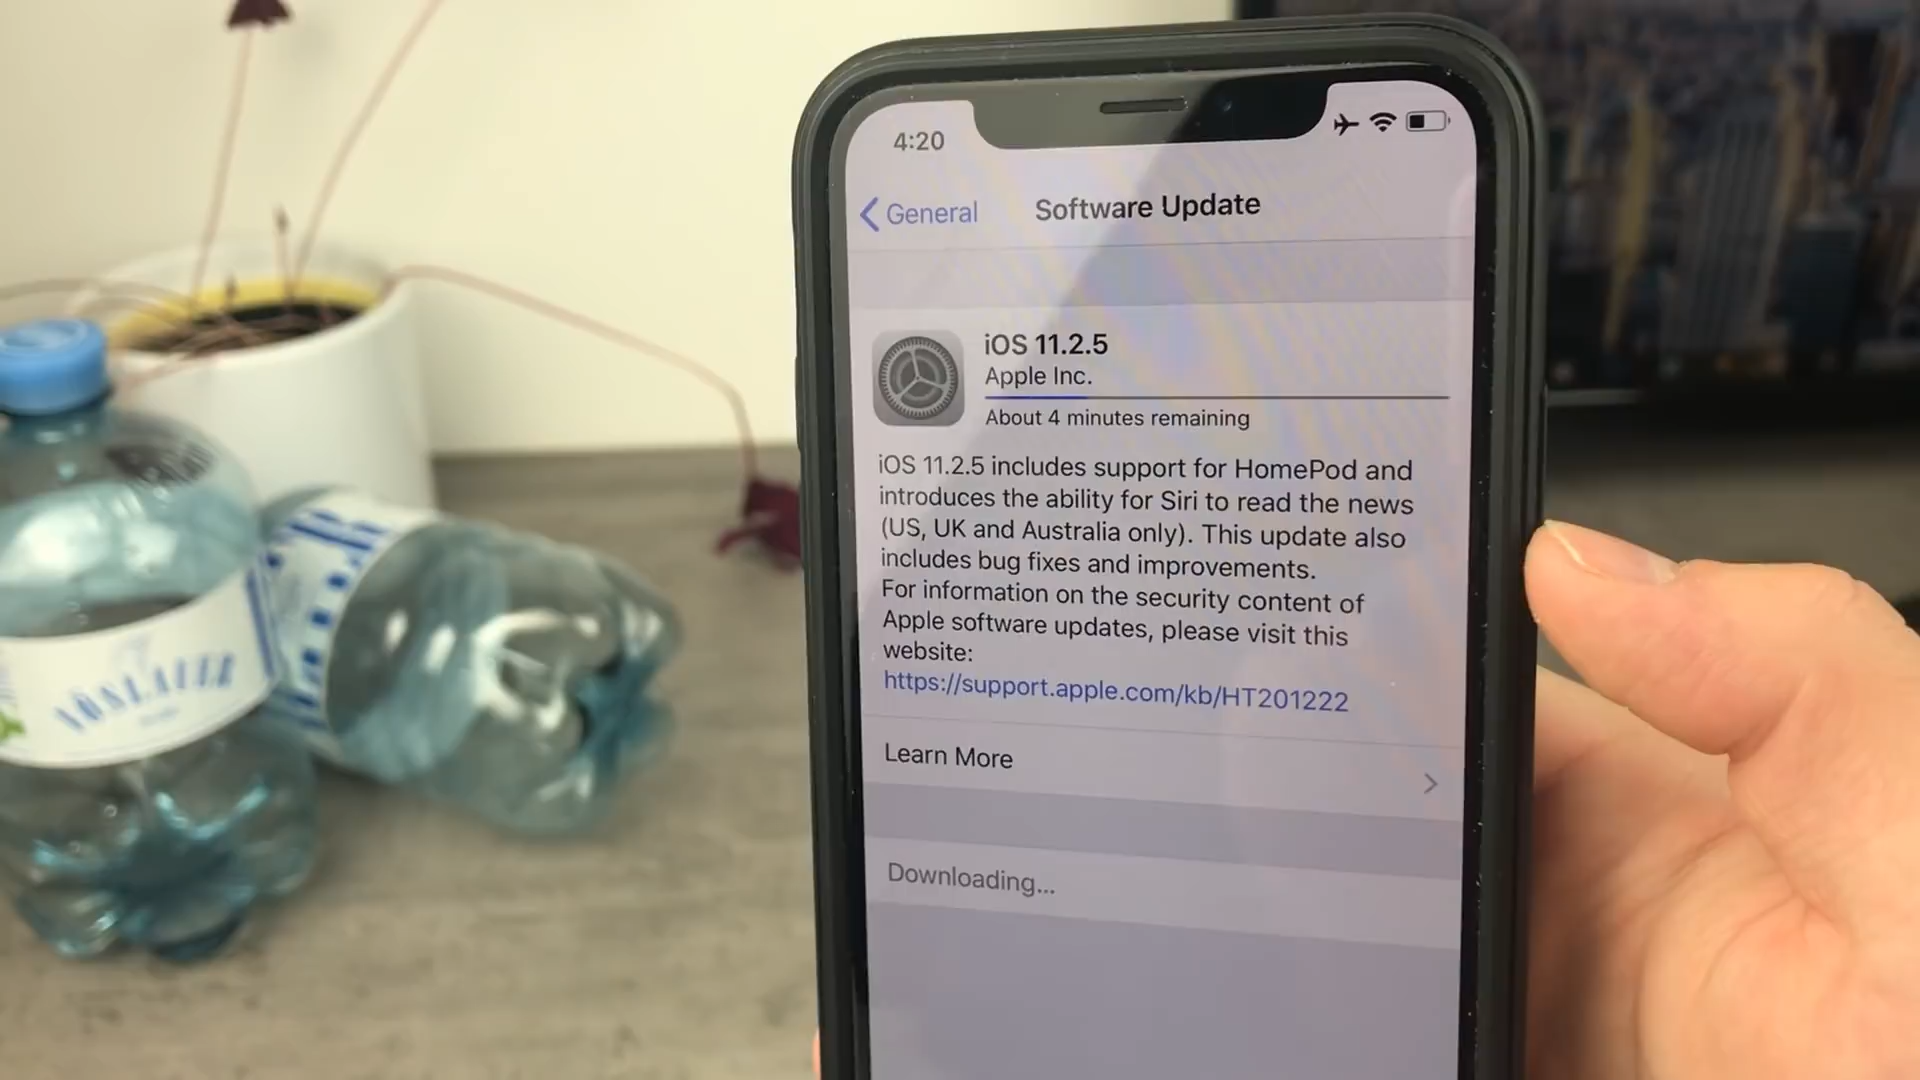 4:20
General
Software Update
iOS 11.2.5
Apple Inc.
About 4 minutes remaining
iOS 11.2.5 includes support for HomePod and
introduces the ability for Siri to read the news
(US, UK and Australia only). This update also
includes bug fixes and improvements.
For information on the security content of
Apple software updates, please visit this
website:
https://support.apple.com/kb/HT201222
Learn More
Downloading...
VÖSLAUER